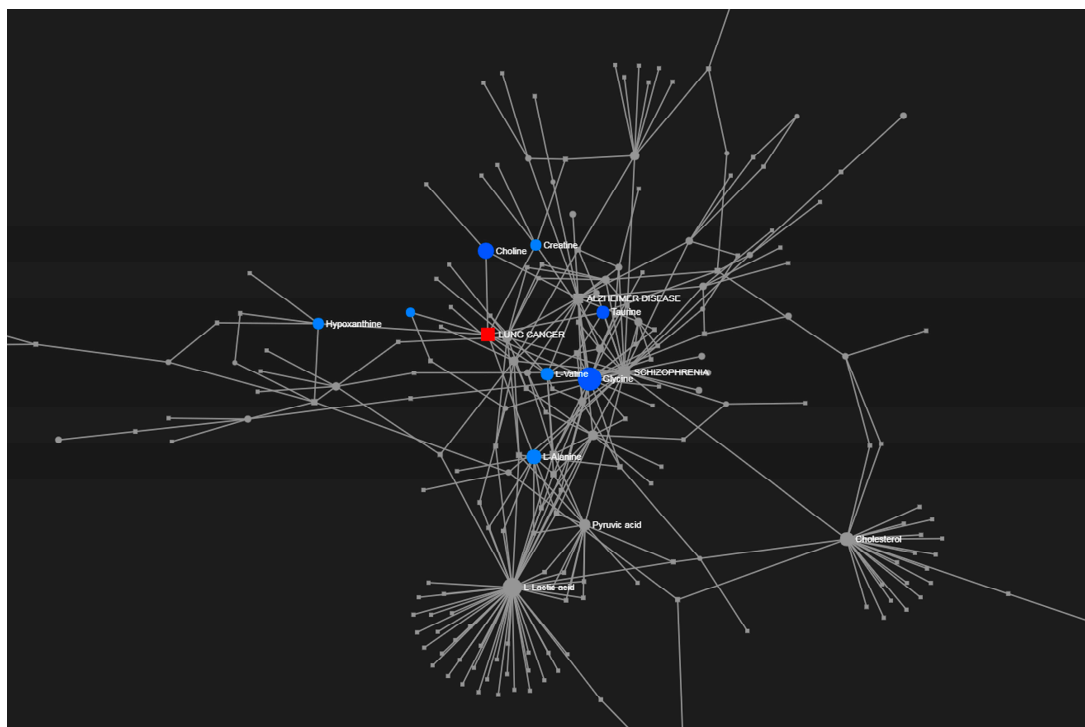 Choline
Creatine
ALZHEIMER DISEASE
Taurine
Hypoxanthine
LUNG CANCER
L-Valine
Glycine
SCHIZOPHRENIA
L-Alanine
Pyruvic acid
Cholesterol
L-Lactic acid